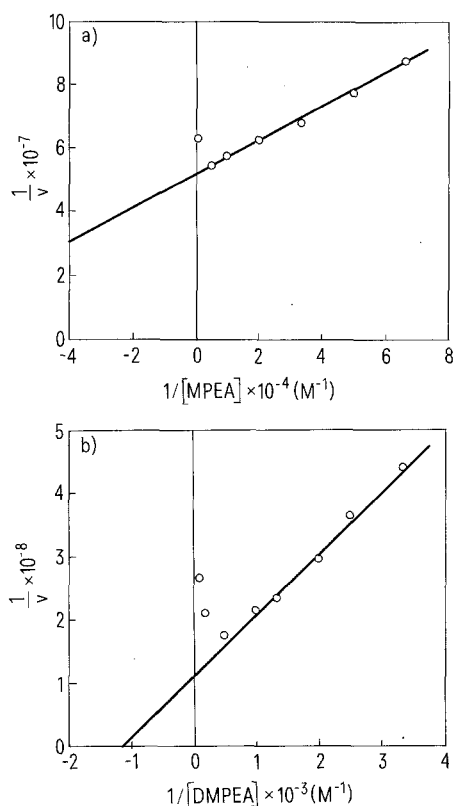 a)
10
8
6
4
2
0
1/v × 10⁻⁷
-4 -2 0 2 4 6 8
1/[MPEA] × 10⁻⁴ (M⁻¹)
b)
5
4
3
2
1
0
1/v × 10⁻⁸
-2 -1 0 1 2 3 4
1/[DMPEA] × 10⁻³ (M⁻¹)